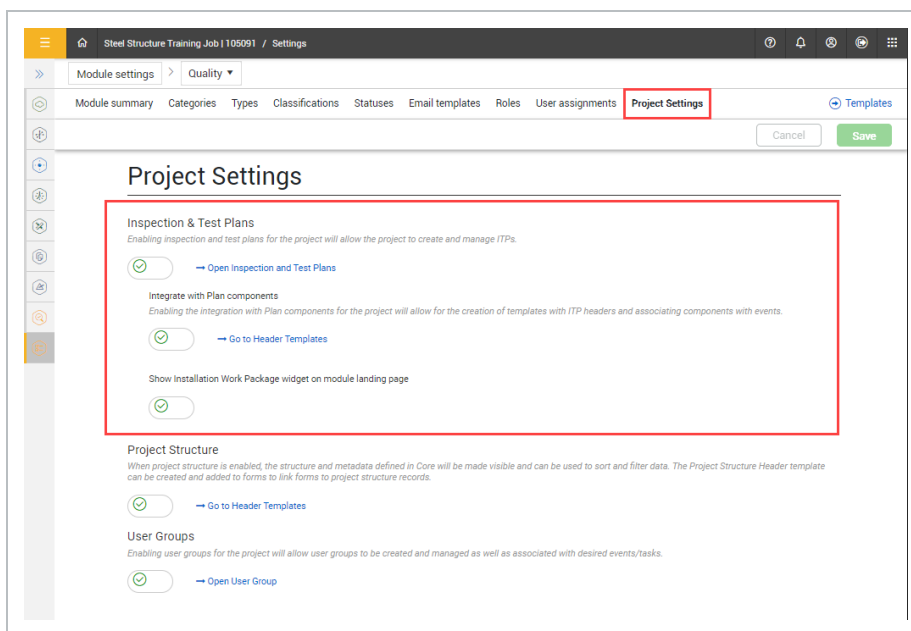 Steel Structure Training Job | 105091 / Settings
Module settings > Quality ▼
Module summary Categories Types Classifications Statuses Email templates Roles User assignments Project Settings Templates
Cancel Save
Project Settings
Inspection & Test Plans
Enabling inspection and test plans for the project will allow the project to create and manage ITPs.
→ Open Inspection and Test Plans
Integrate with Plan components
Enabling the integration with Plan components for the project will allow for the creation of templates with ITP headers and associating components with events.
→ Go to Header Templates
Show Installation Work Package widget on module landing page
Project Structure
When project structure is enabled, the structure and metadata defined in Core will be made visible and can be used to sort and filter data. The Project Structure Header template
can be created and added to forms to link forms to project structure records.
→ Go to Header Templates
User Groups
Enabling user groups for the project will allow user groups to be created and managed as well as associated with desired events/tasks.
→ Open User Group